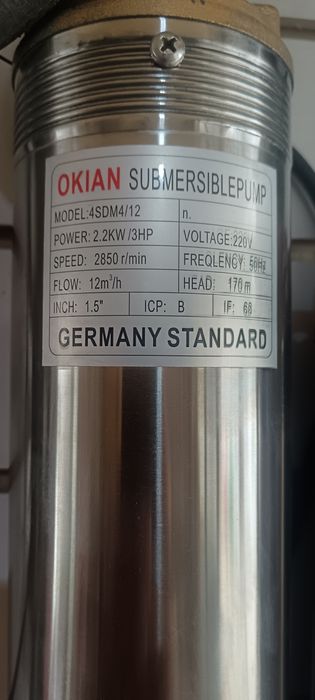 OKIAN SUBMERSIBLEPUMP
MODEL:4SDM4/12 n.
POWER: 2.2KW /3HP VOLTAGE:220V
SPEED: 2850 r/min FREQLENCY: 50Hz
FLOW: 12m³/h HEAD: 170 m
INCH: 1.5" ICP: B IF: 68
GERMANY STANDARD